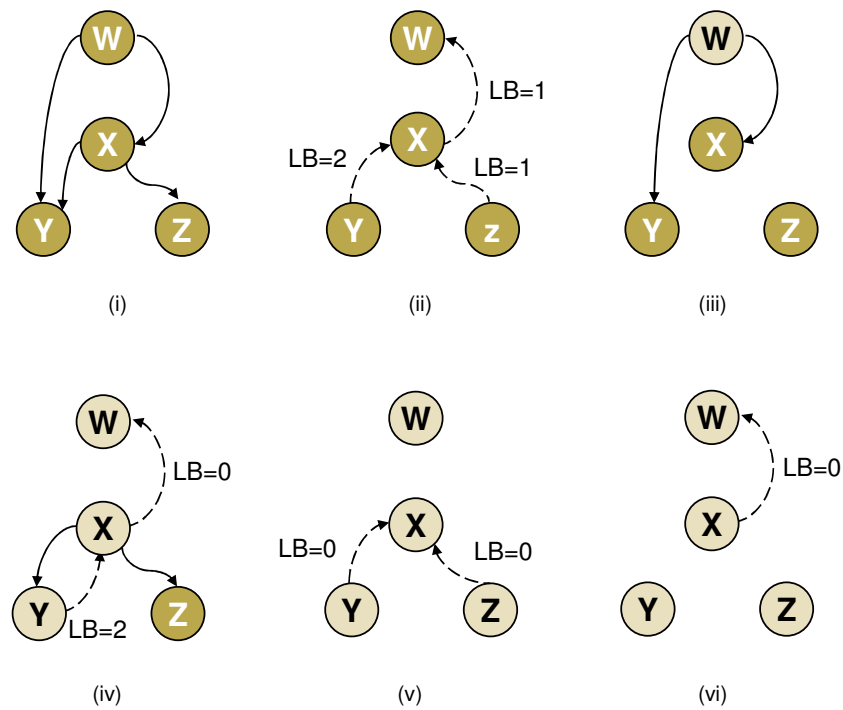 W
X
Y
Z
(i)
W
LB=1
X
LB=2
LB=1
Y
z
(ii)
W
X
Y
Z
(iii)
W
LB=0
X
Y
LB=2
Z
(iv)
W
X
LB=0
LB=0
Y
Z
(v)
W
LB=0
X
Y
Z
(vi)